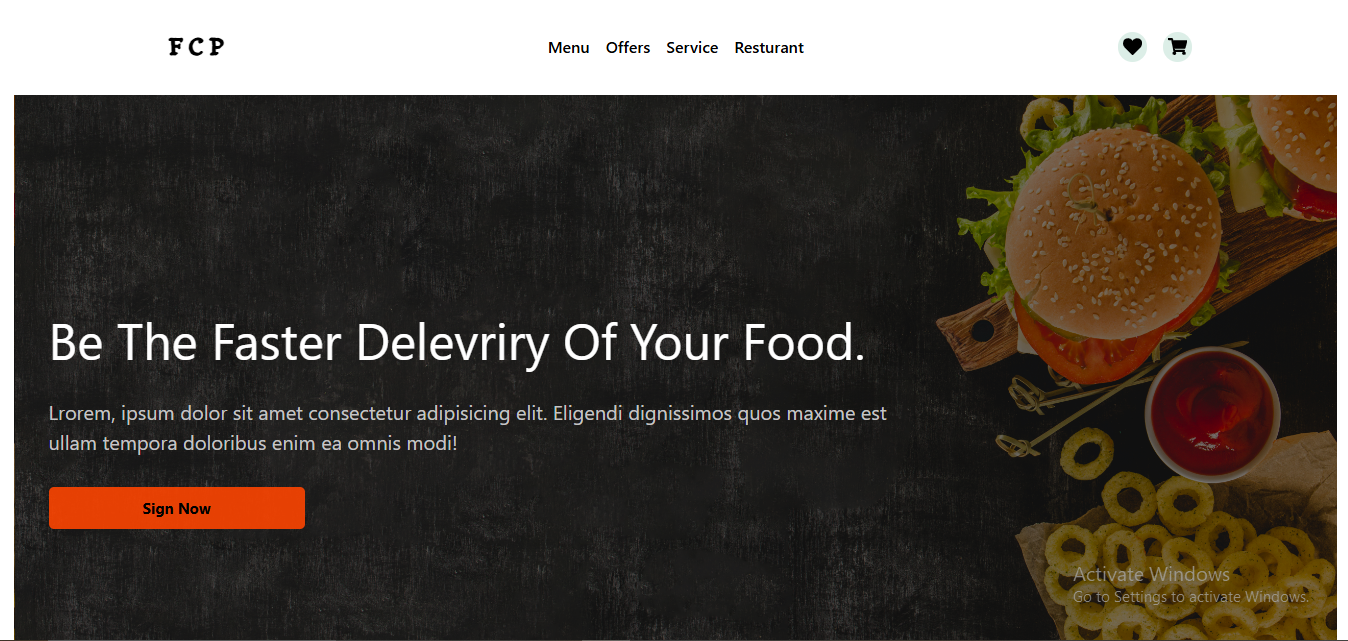 FCP
Menu Offers Service Resturant
Be The Faster Delevriry Of Your Food.
Lrorem, ipsum dolor sit amet consectetur adipisicing elit. Eligendi dignissimos quos maxime est
ullam tempora doloribus enim ea omnis modi!
Sign Now
Activate Windows
Go to Settings to activate Windows.